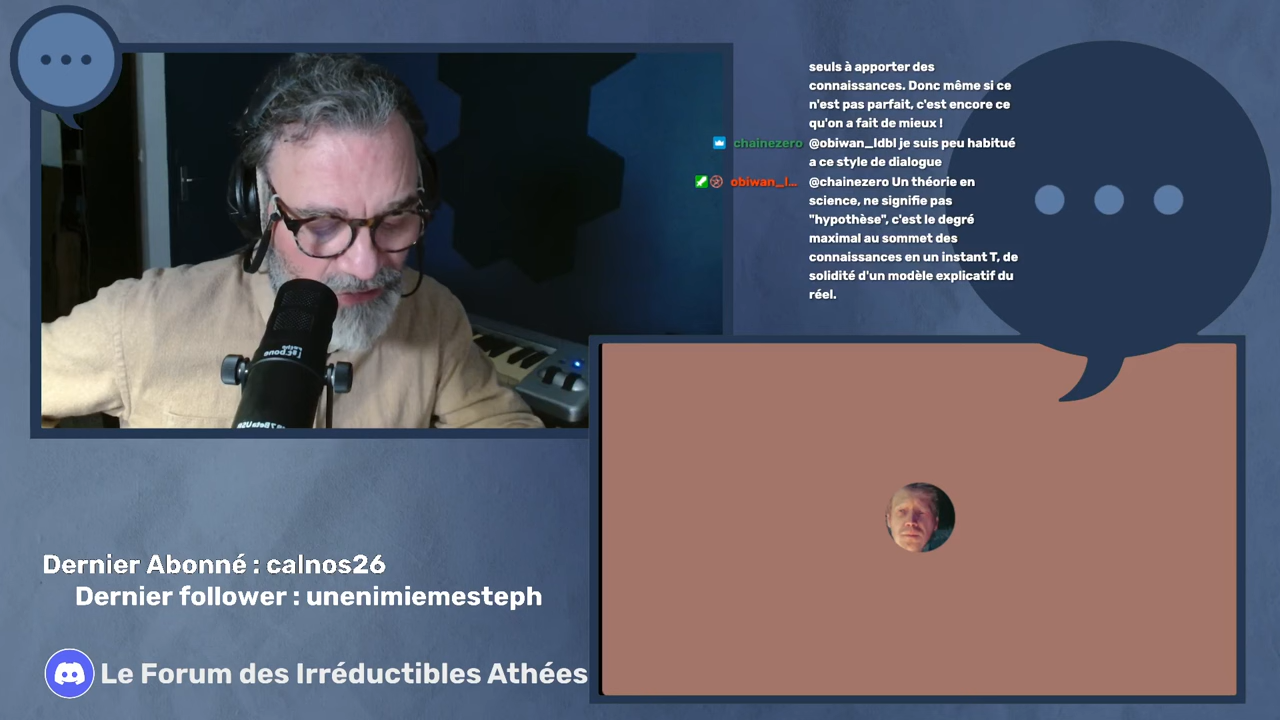 seuls à apporter des
connaissances. Donc même si ce
n'est pas parfait, c'est encore ce
qu'on a fait de mieux !
chainezero @obiwan_ldbl je suis peu habitué
a ce style de dialogue
obiwan_l... @chainezero Un théorie en
science, ne signifie pas
"hypothèse", c'est le degré
maximal au sommet des
connaissances en un instant T, de
solidité d'un modèle explicatif du
réel.
Dernier Abonné : calnos26
Dernier follower : unenimiemesteph
Le Forum des Irréductibles Athées